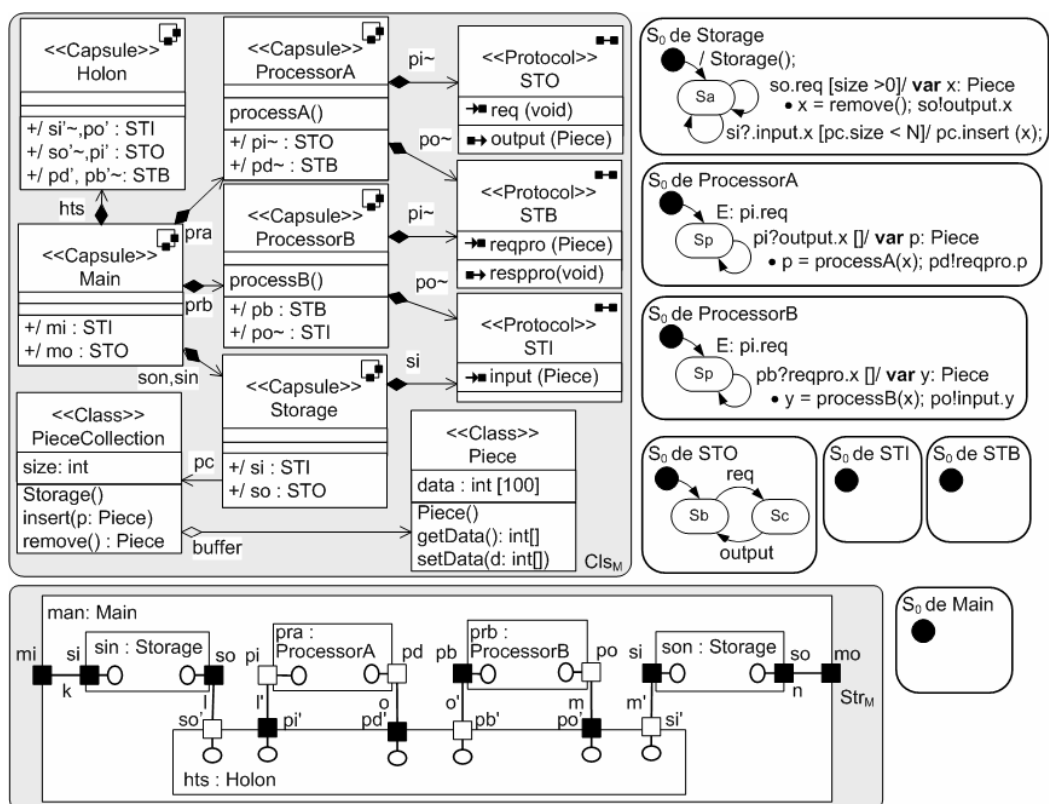 <<Capsule>>
Holon
+/ si'~,po' : STI
+/ so'~,pi' : STO
+/ pd', pb'~: STB
hts
<<Capsule>>
Main
+/ mi : STI
+/ mo : STO
pra
prb
son,sin
<<Capsule>>
ProcessorA
processA()
+/ pi~ : STO
+/ pd~ : STB
pi~
po~
<<Capsule>>
ProcessorB
processB()
+/ pb : STB
+/ po~ : STI
pi~
po~
<<Capsule>>
Storage
+/ si : STI
+/ so : STO
si
pc
<<Protocol>>
STO
req (void)
output (Piece)
<<Protocol>>
STB
reqpro (Piece)
resppro(void)
<<Protocol>>
STI
input (Piece)
<<Class>>
PieceCollection
size: int
Storage()
insert(p: Piece)
remove() : Piece
buffer
<<Class>>
Piece
data : int [100]
Piece()
getData(): int[]
setData(d: int[])
ClsM
S0 de Storage
/ Storage();
Sa
so.req [size >0]/ var x: Piece
• x = remove(); so!output.x
si?.input.x [pc.size < N]/ pc.insert (x);
S0 de ProcessorA
E: pi.req
Sp
pi?output.x []/ var p: Piece
• p = processA(x); pd!reqpro.p
S0 de ProcessorB
E: pi.req
Sp
pb?reqpro.x []/ var y: Piece
• y = processB(x); po!input.y
S0 de STO
req
Sb
Sc
output
S0 de STI
S0 de STB
S0 de Main
man: Main
mi
si
sin : Storage
so
pi
pra :
ProcessorA
pd
pb
prb :
ProcessorB
po
si
son : Storage
so
mo
k
l
l'
o
o'
m
m'
n
StrM
so'
pi'
pd'
pb'
po'
si'
hts : Holon